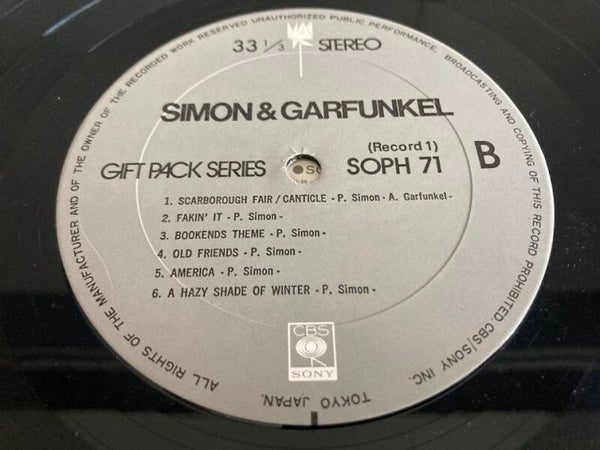 ALL RIGHTS OF THE MANUFACTURER AND OF THE OWNER OF THE RECORDED WORK RESERVED UNAUTHORIZED PUBLIC PERFORMANCE, BROADCASTING AND COPYING OF THIS RECORD PROHIBITED. CBS/SONY INC.
TOKYO JAPAN.
33 1/3 STEREO
SIMON & GARFUNKEL
GIFT PACK SERIES
(Record 1)
SOPH 71
B
1. SCARBOROUGH FAIR / CANTICLE - P. Simon - A. Garfunkel -
2. FAKIN' IT - P. Simon -
3. BOOKENDS THEME - P. Simon -
4. OLD FRIENDS - P. Simon -
5. AMERICA - P. Simon -
6. A HAZY SHADE OF WINTER - P. Simon -
CBS
SONY